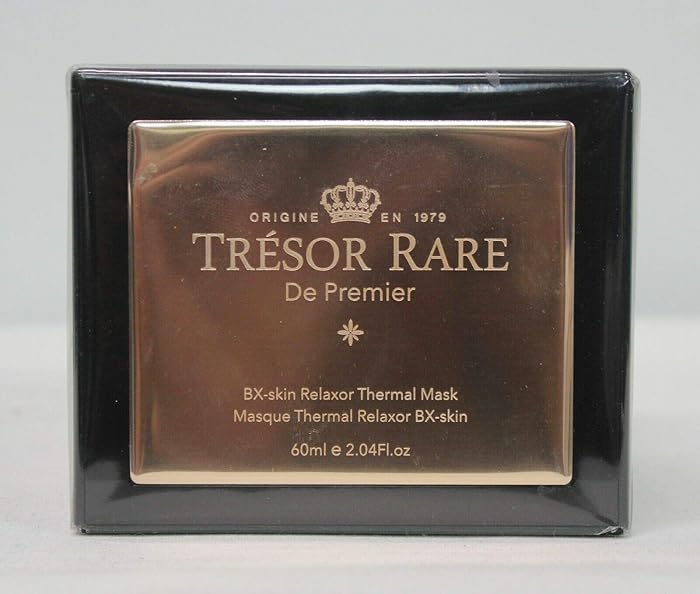 ORIGINE EN 1979
TRÉSOR RARE
De Premier
BX-skin Relaxor Thermal Mask
Masque Thermal Relaxor BX-skin
60ml e 2.04Fl.oz